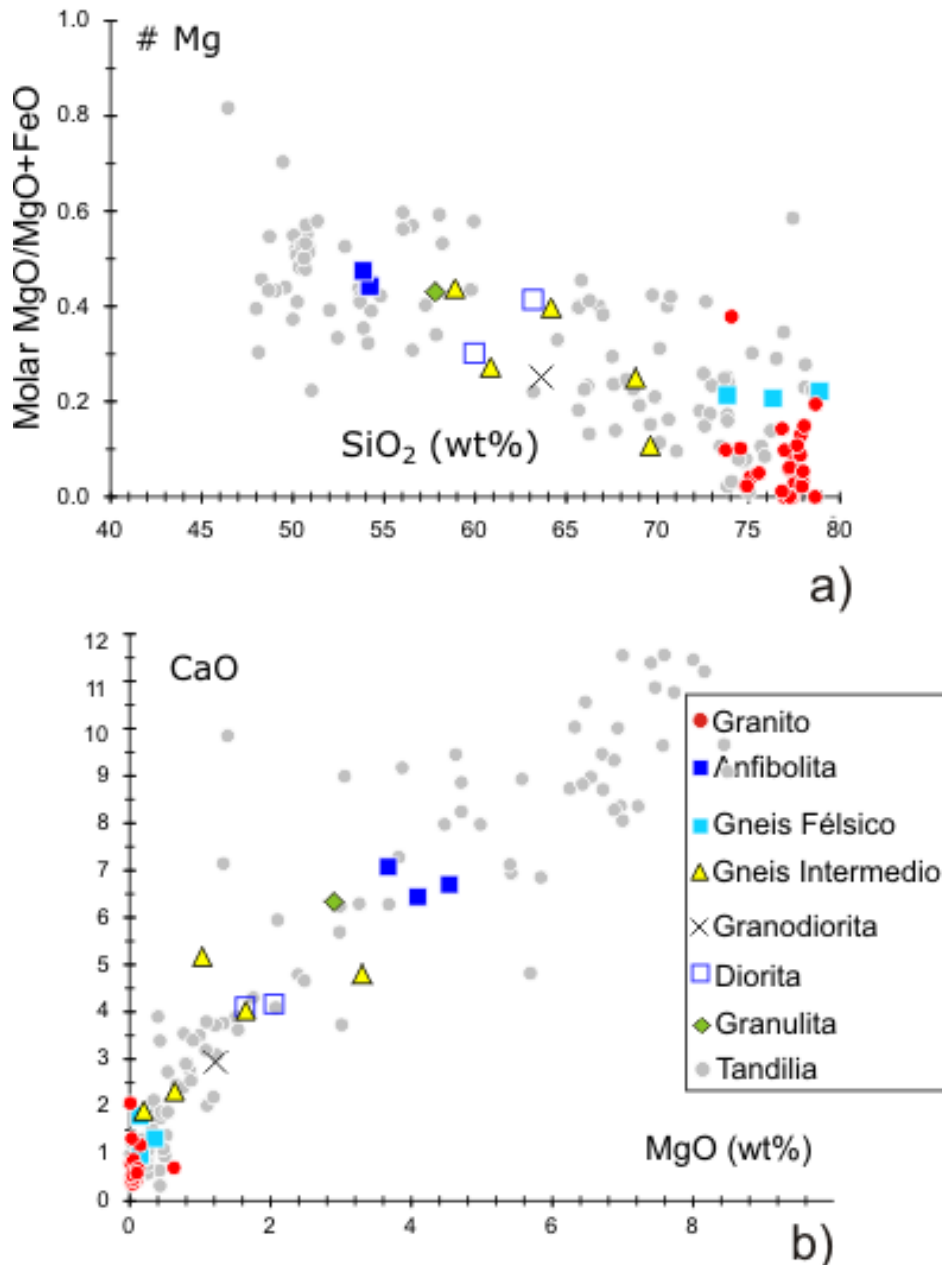 # Mg
Molar MgO/MgO+FeO
1.0
0.8
0.6
0.4
0.2
0.0
SiO₂ (wt%)
40 45 50 55 60 65 70 75 80
a)
CaO
12
11
10
9
8
7
6
5
4
3
2
1
0
Granito
Anfibolita
Gneis Félsico
Gneis Intermedio
Granodiorita
Diorita
Granulita
Tandilia
MgO (wt%)
0 2 4 6 8
b)